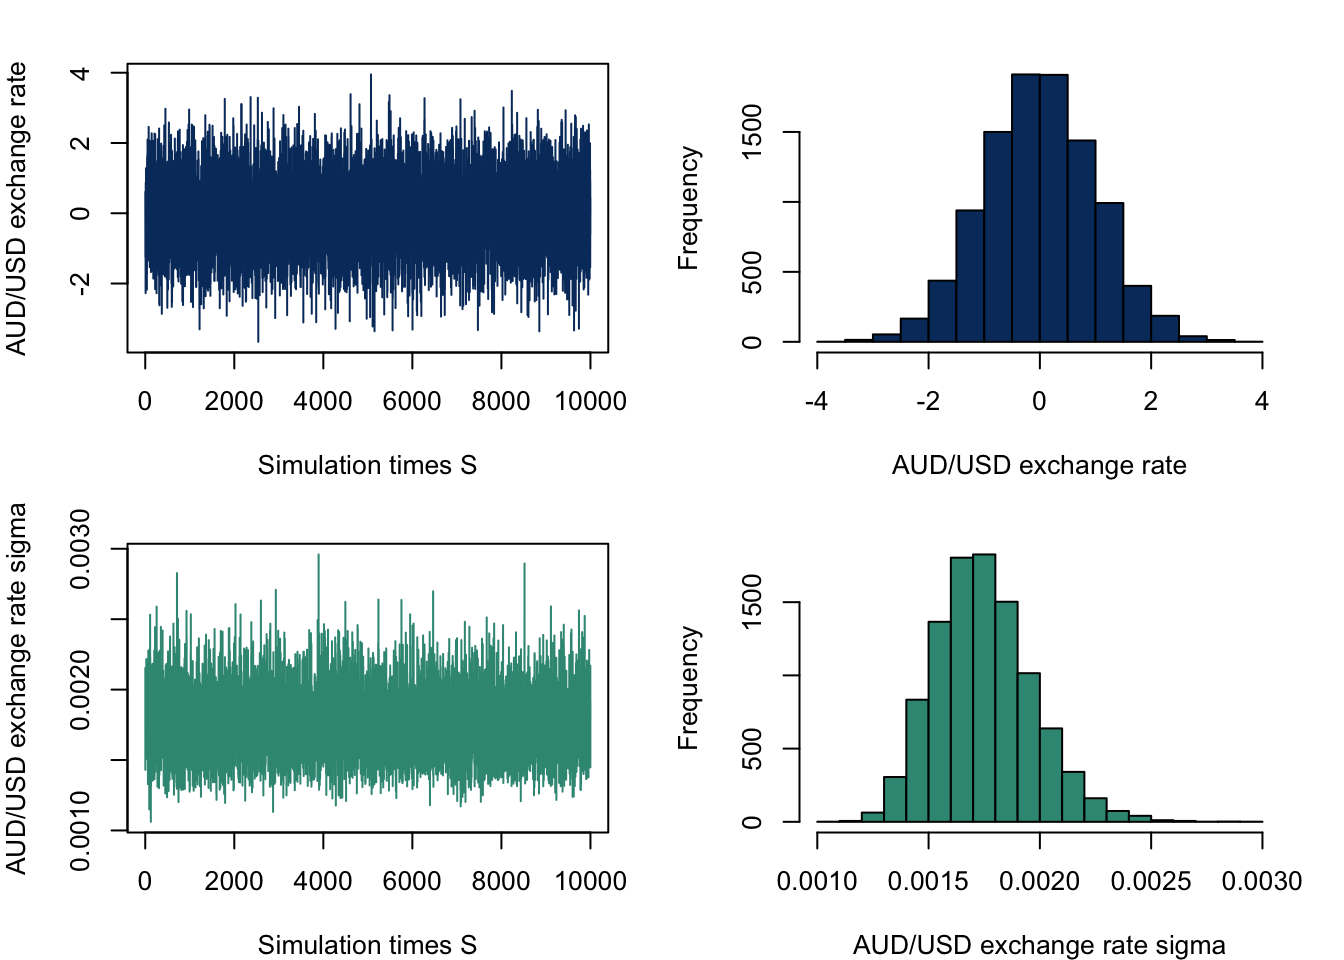 AUD/USD exchange rate
4
2
0
-2
0 2000 4000 6000 8000 10000
Simulation times S
Frequency
1500
500
0
-4 -2 0 2 4
AUD/USD exchange rate
AUD/USD exchange rate sigma
0.0030
0.0020
0.0010
0 2000 4000 6000 8000 10000
Simulation times S
Frequency
1500
500
0
0.0010 0.0015 0.0020 0.0025 0.0030
AUD/USD exchange rate sigma